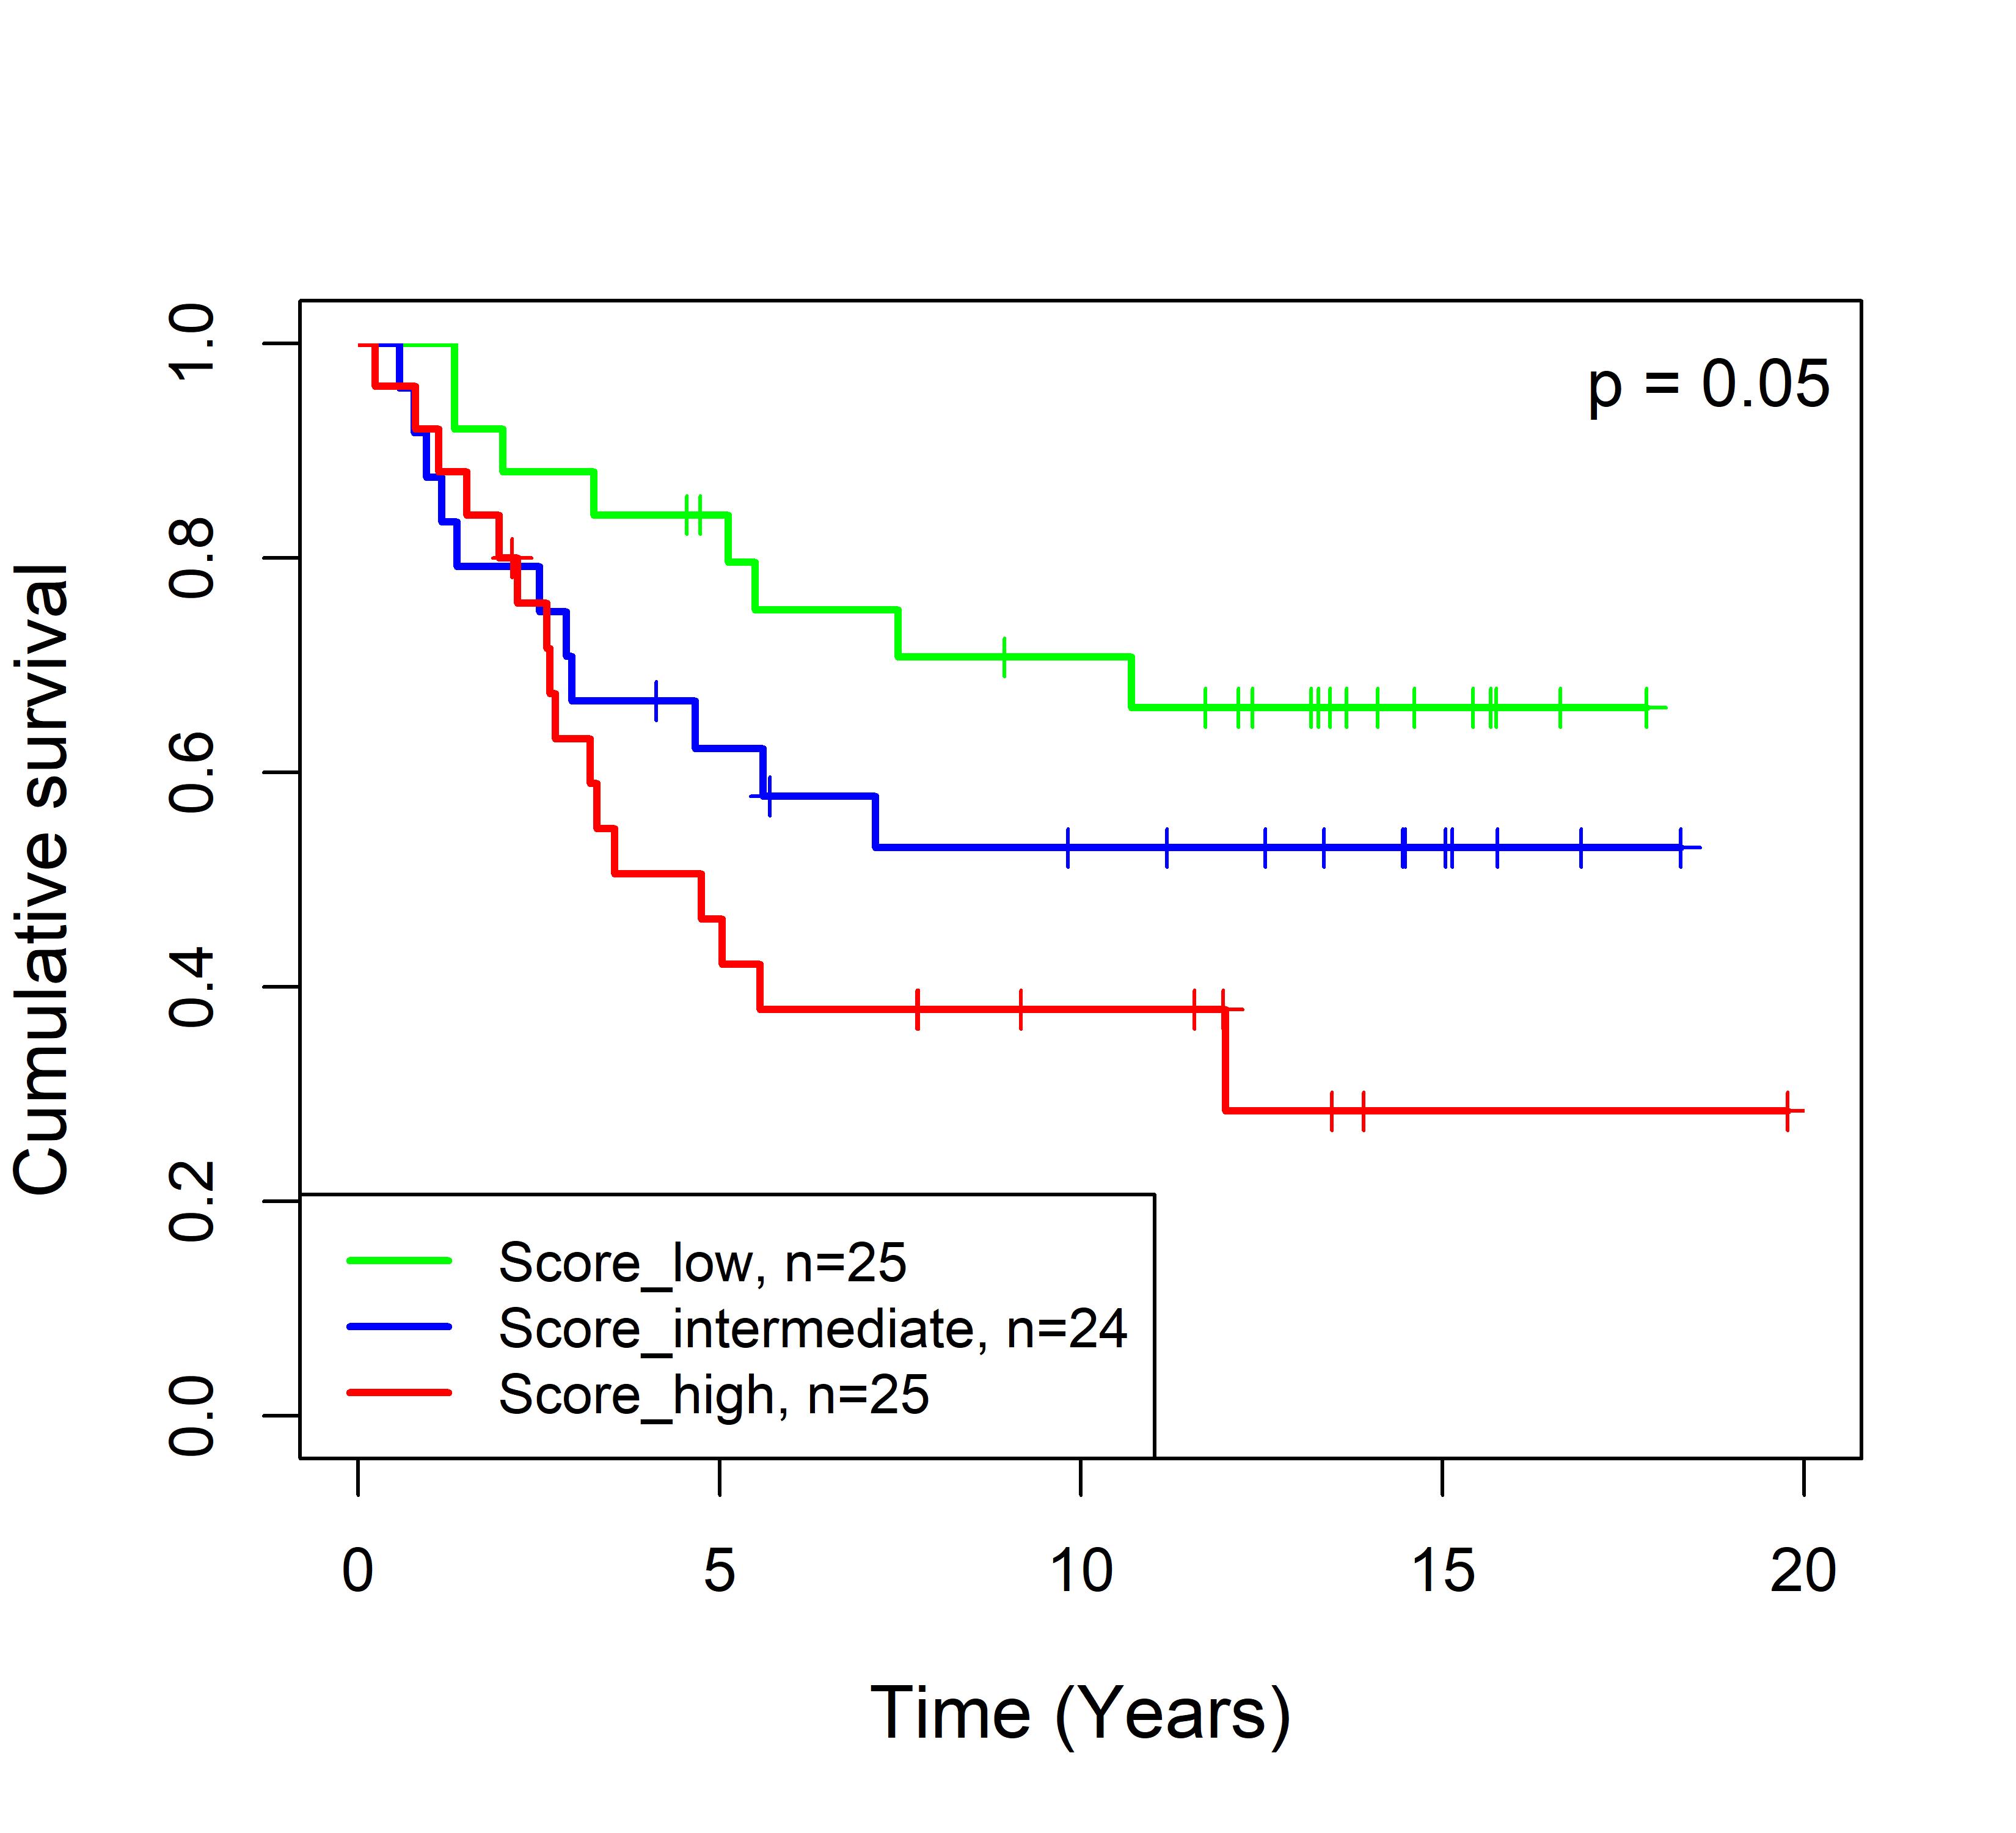 p = 0.05
Cumulative survival
1.0
0.8
0.6
0.4
0.2
0.0
Score_low, n=25
Score_intermediate, n=24
Score_high, n=25
0 5 10 15 20
Time (Years)